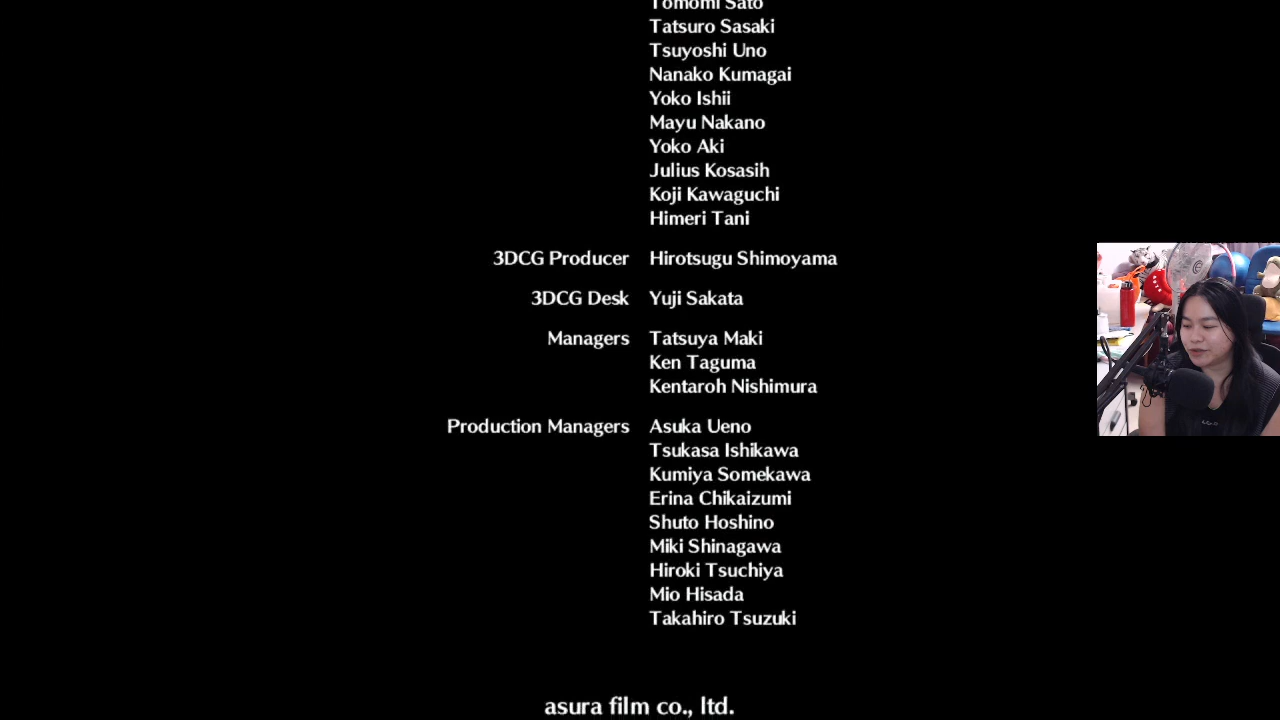 Tomomi Sato
Tatsuro Sasaki
Tsuyoshi Uno
Nanako Kumagai
Yoko Ishii
Mayu Nakano
Yoko Aki
Julius Kosasih
Koji Kawaguchi
Himeri Tani
3DCG Producer Hirotsugu Shimoyama
3DCG Desk Yuji Sakata
Managers Tatsuya Maki
Ken Taguma
Kentaroh Nishimura
Production Managers Asuka Ueno
Tsukasa Ishikawa
Kumiya Somekawa
Erina Chikaizumi
Shuto Hoshino
Miki Shinagawa
Hiroki Tsuchiya
Mio Hisada
Takahiro Tsuzuki
asura film co., ltd.